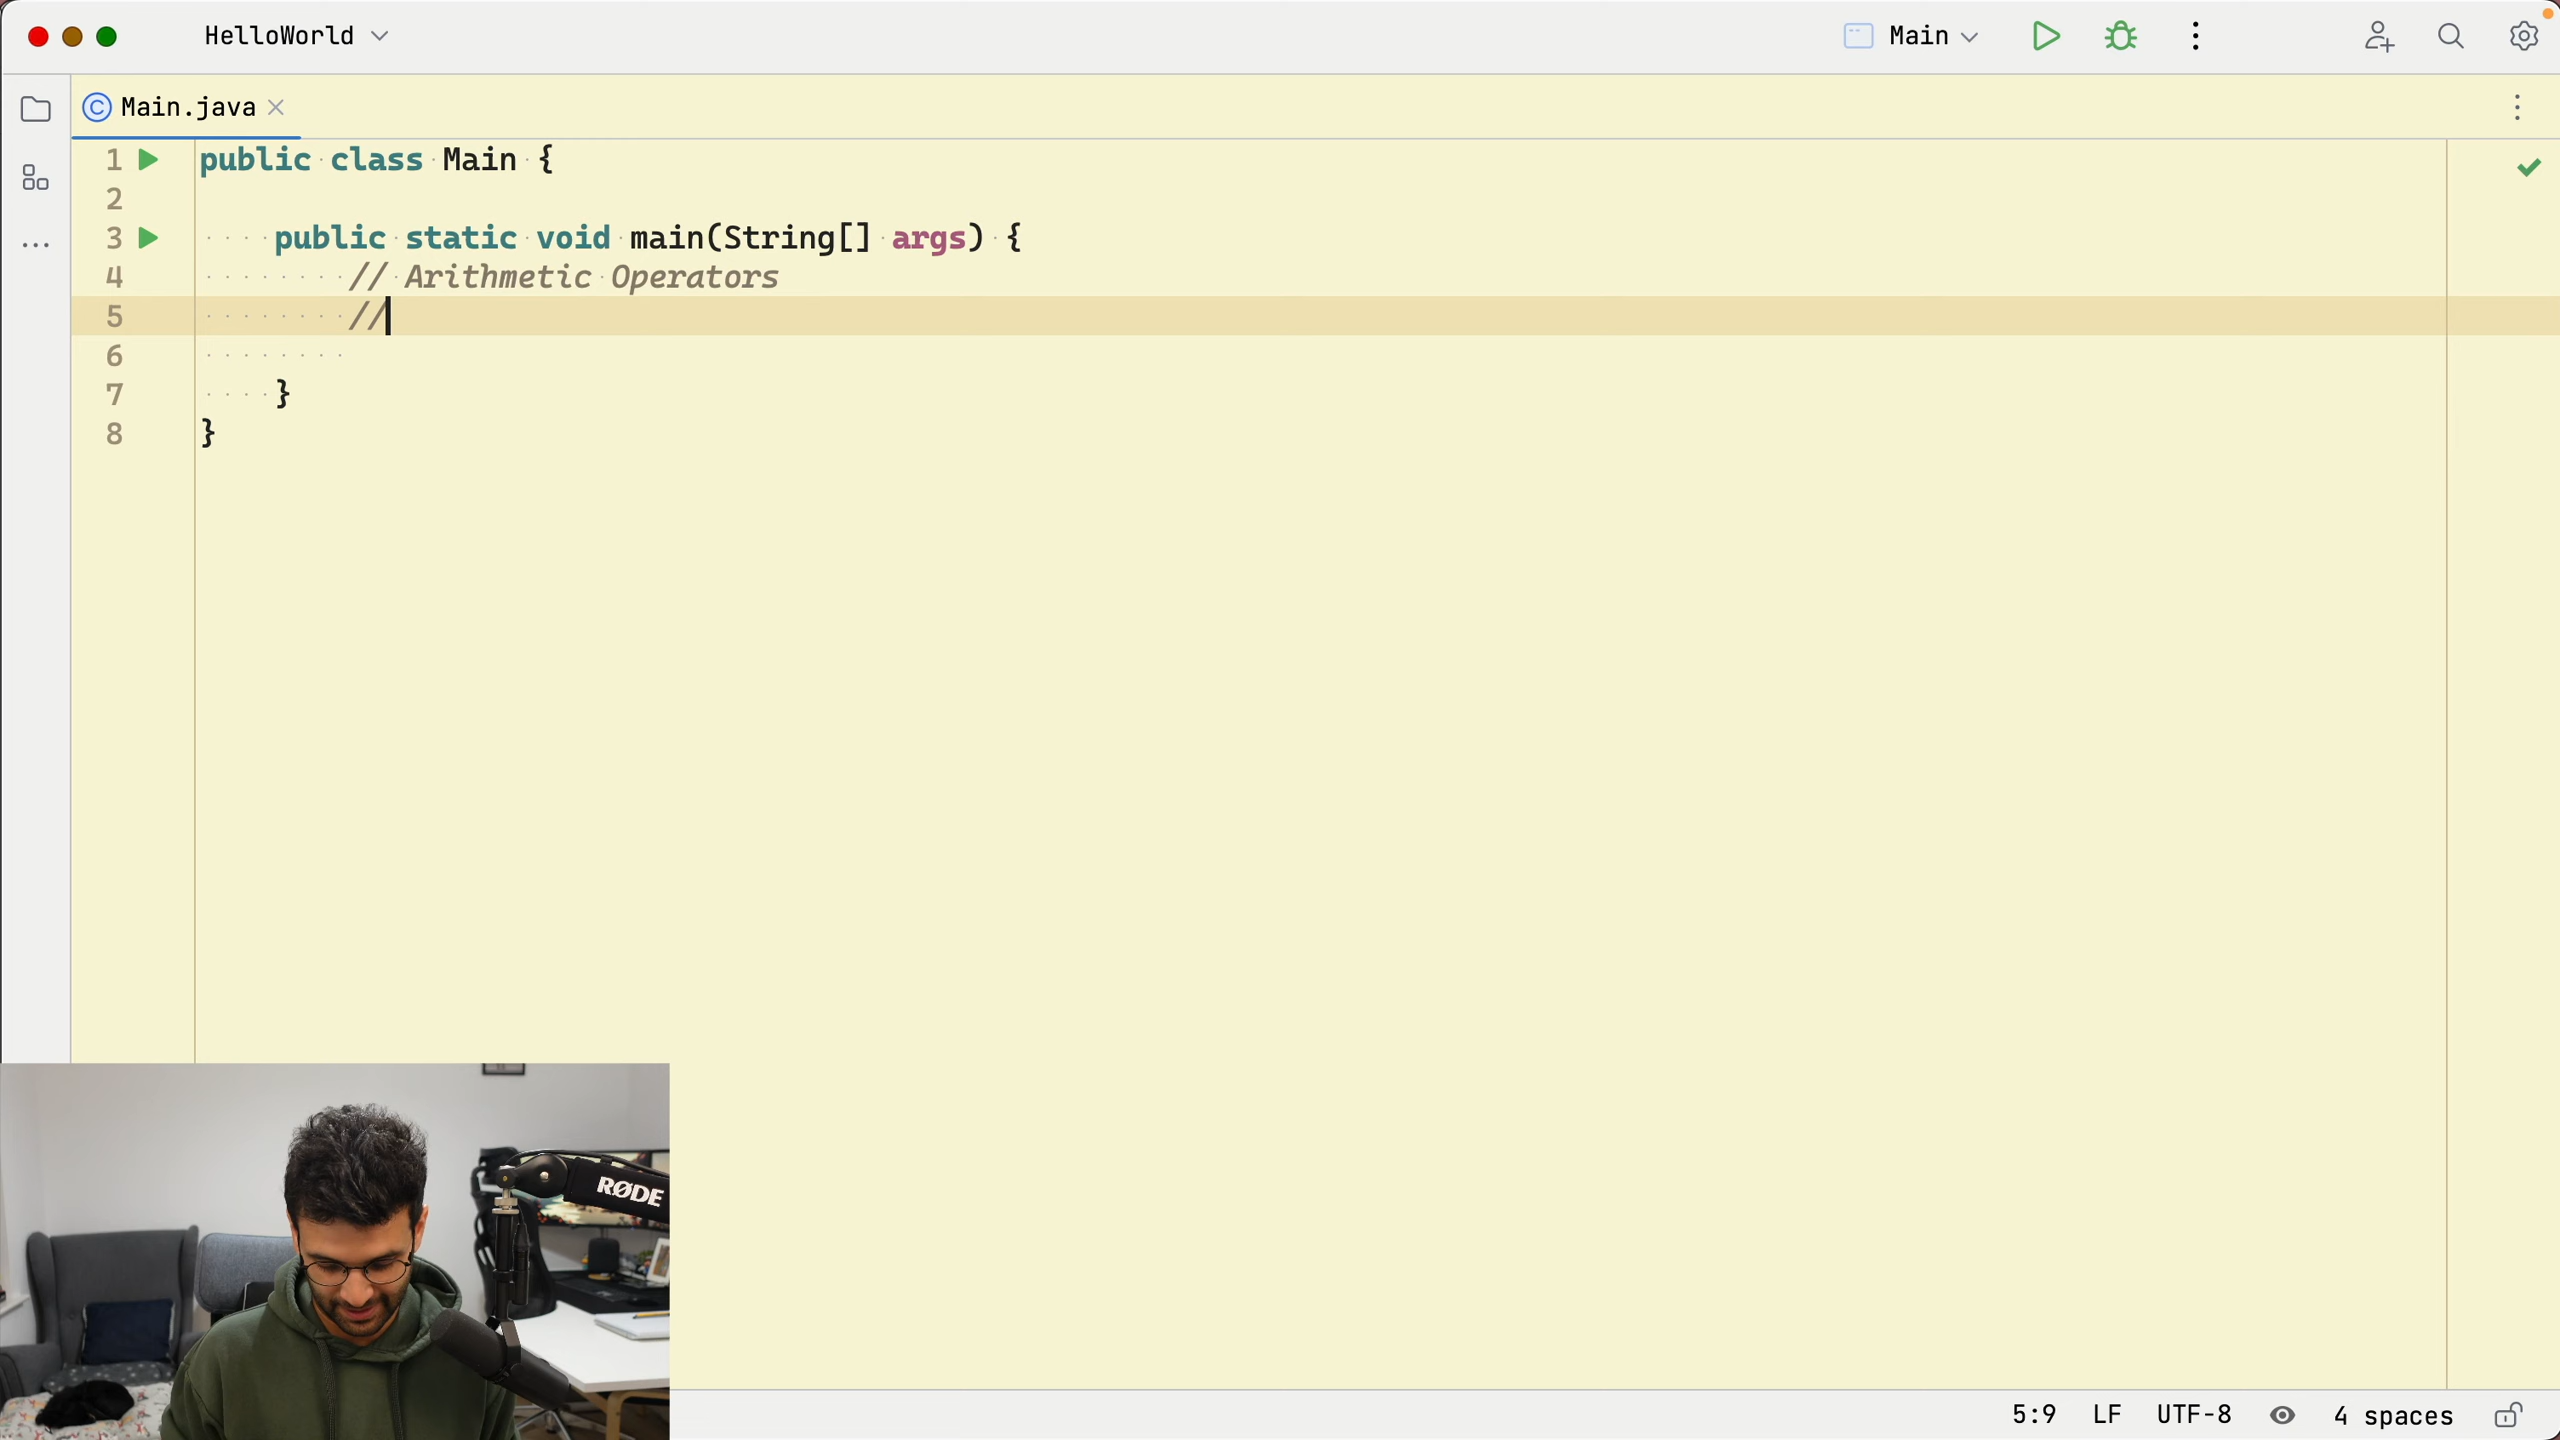 HelloWorld
Main
Main.java
1 public class Main {
2
3 public static void main(String[] args) {
4 // Arithmetic Operators
5 //
6
7 }
8 }
RØDE
5:9 LF UTF-8 4 spaces